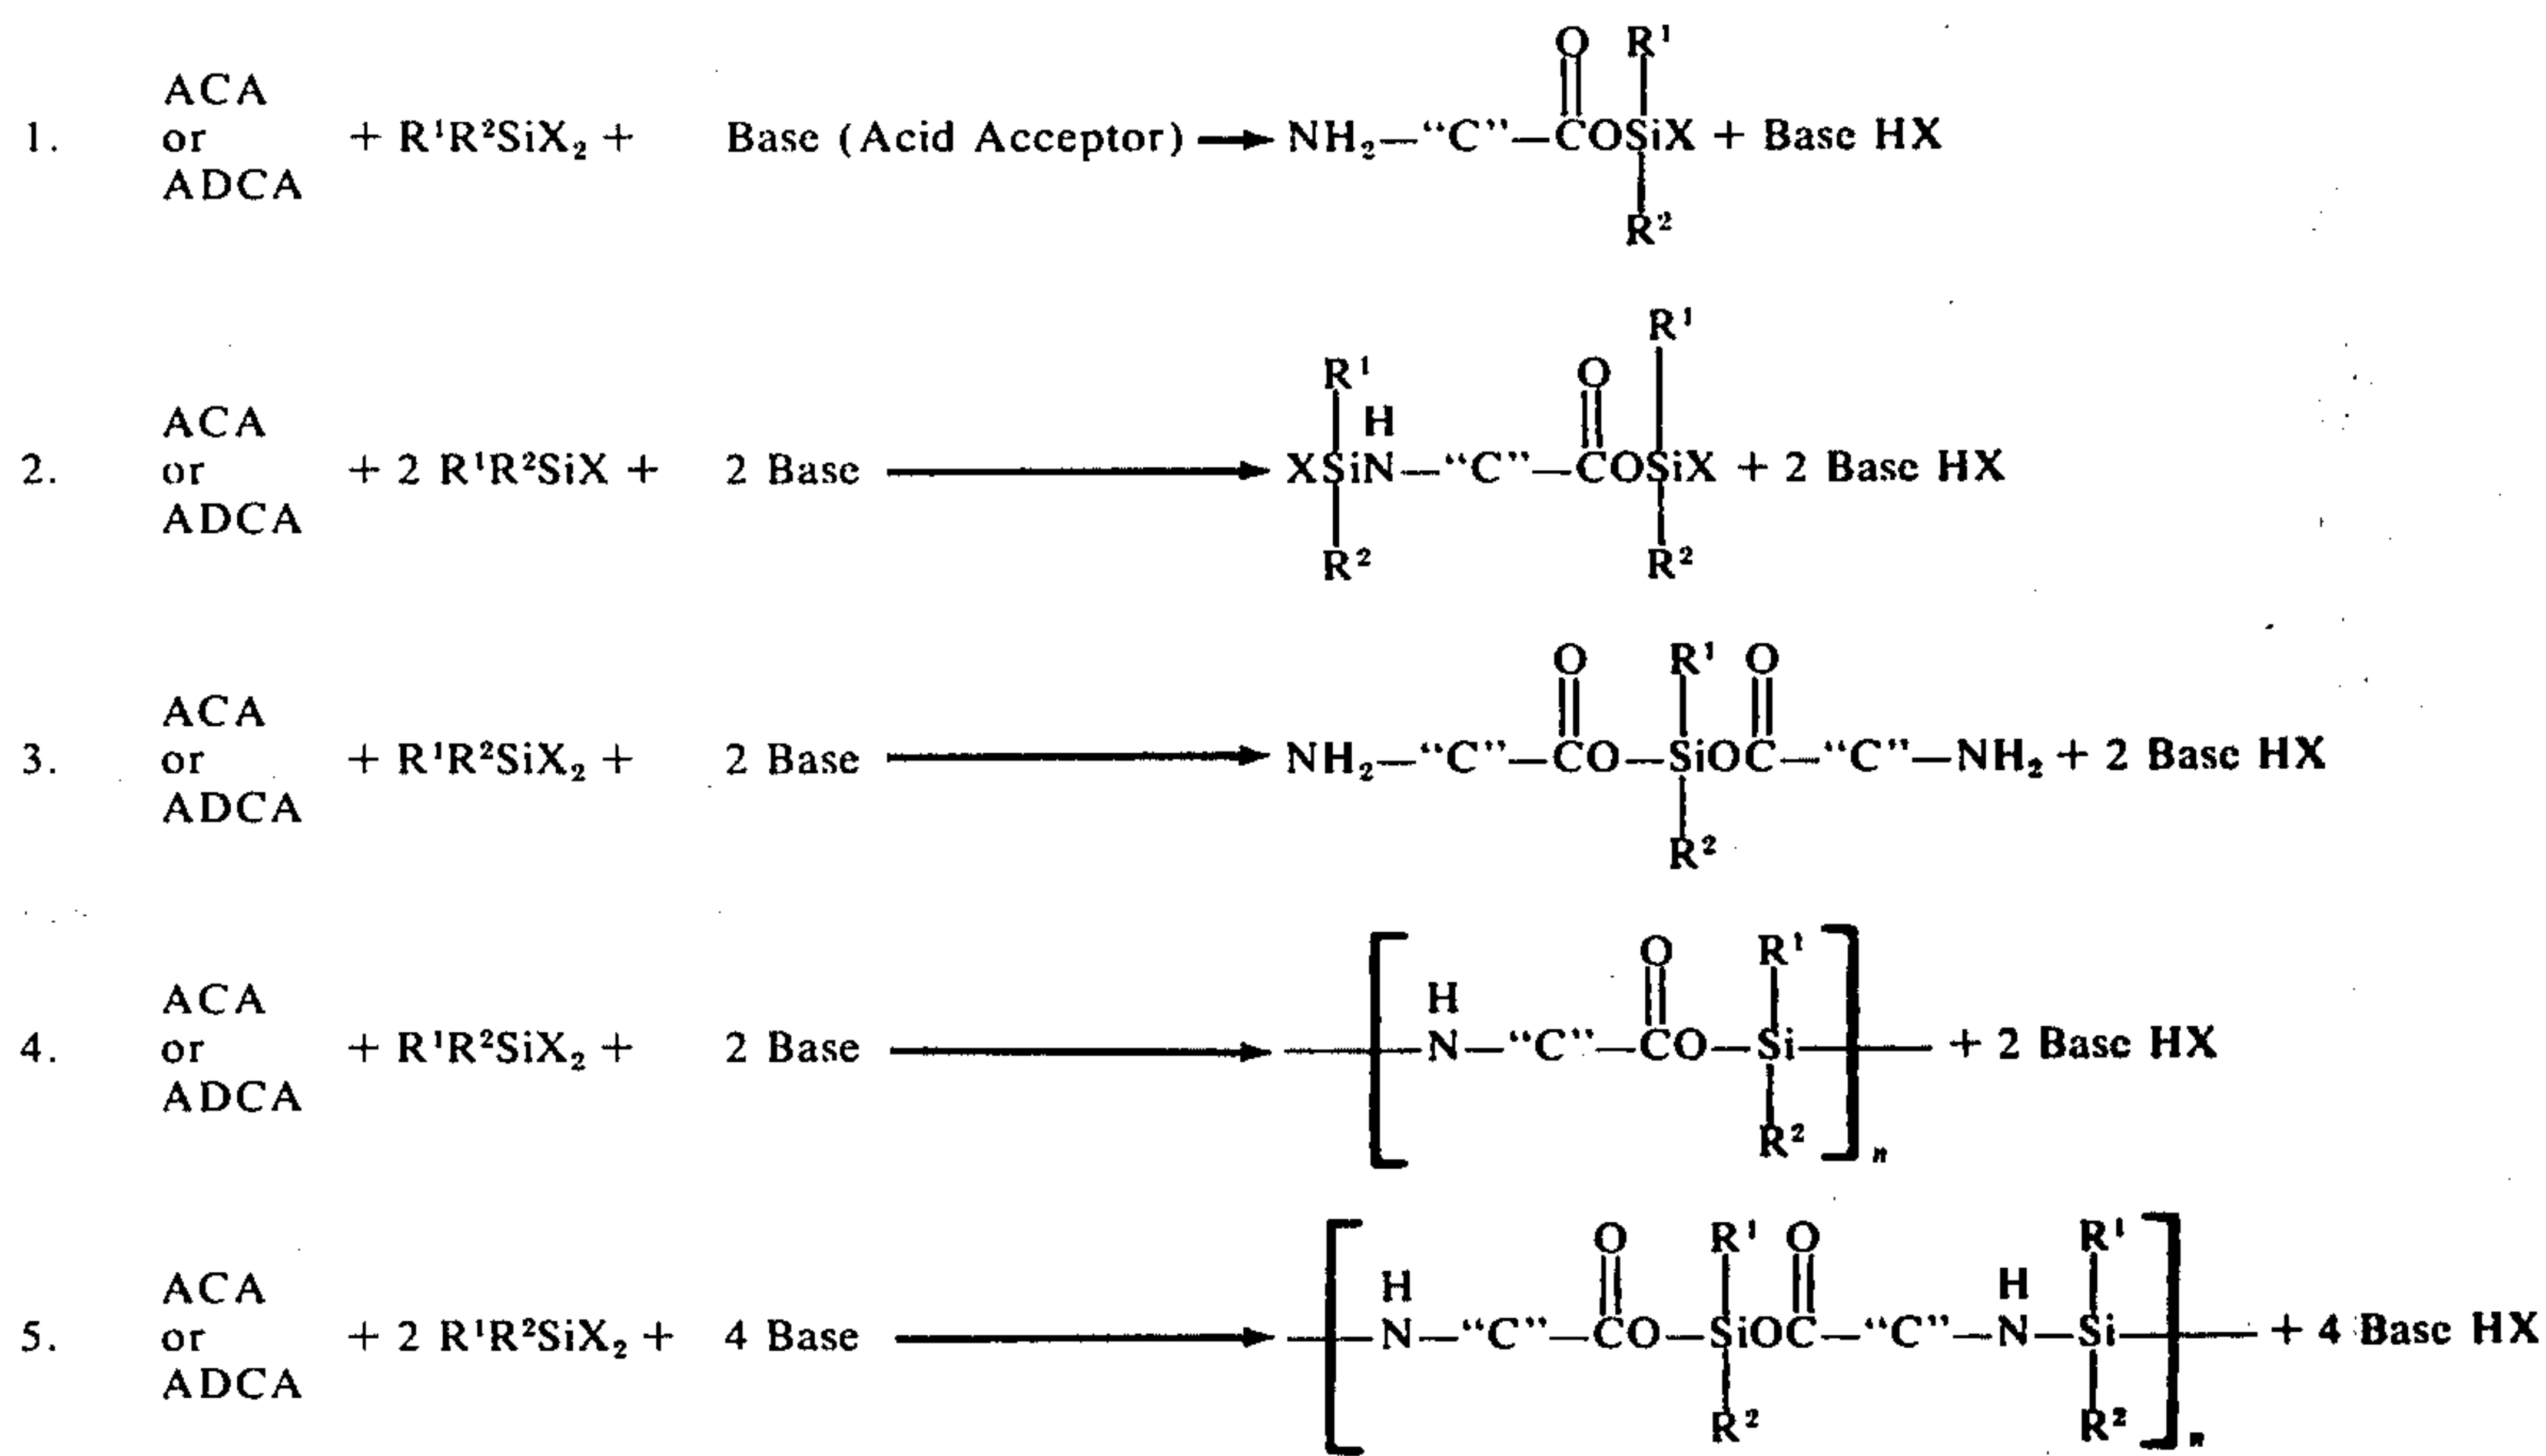 O R¹
ACA
1. or + R¹R²SiX₂ + Base (Acid Acceptor) → NH₂—“C”—COSiX + Base HX
ADCA
R²
R¹
R¹ O
ACA H
2. or + 2 R¹R²SiX + 2 Base → XSiN—“C”—COSiX + 2 Base HX
ADCA
R² R²
O R¹ O
ACA
3. or + R¹R²SiX₂ + 2 Base → NH₂—“C”—CO—SiOC—“C”—NH₂ + 2 Base HX
ADCA
R²
O R¹
ACA H
4. or + R¹R²SiX₂ + 2 Base → —[N—“C”—CO—Si—]— + 2 Base HX
ADCA
R² n
O R¹ O R¹
ACA H H
5. or + 2 R¹R²SiX₂ + 4 Base → —[N—“C”—CO—SiOC—“C”—N—Si—]— + 4 Base HX
ADCA
R² R² n